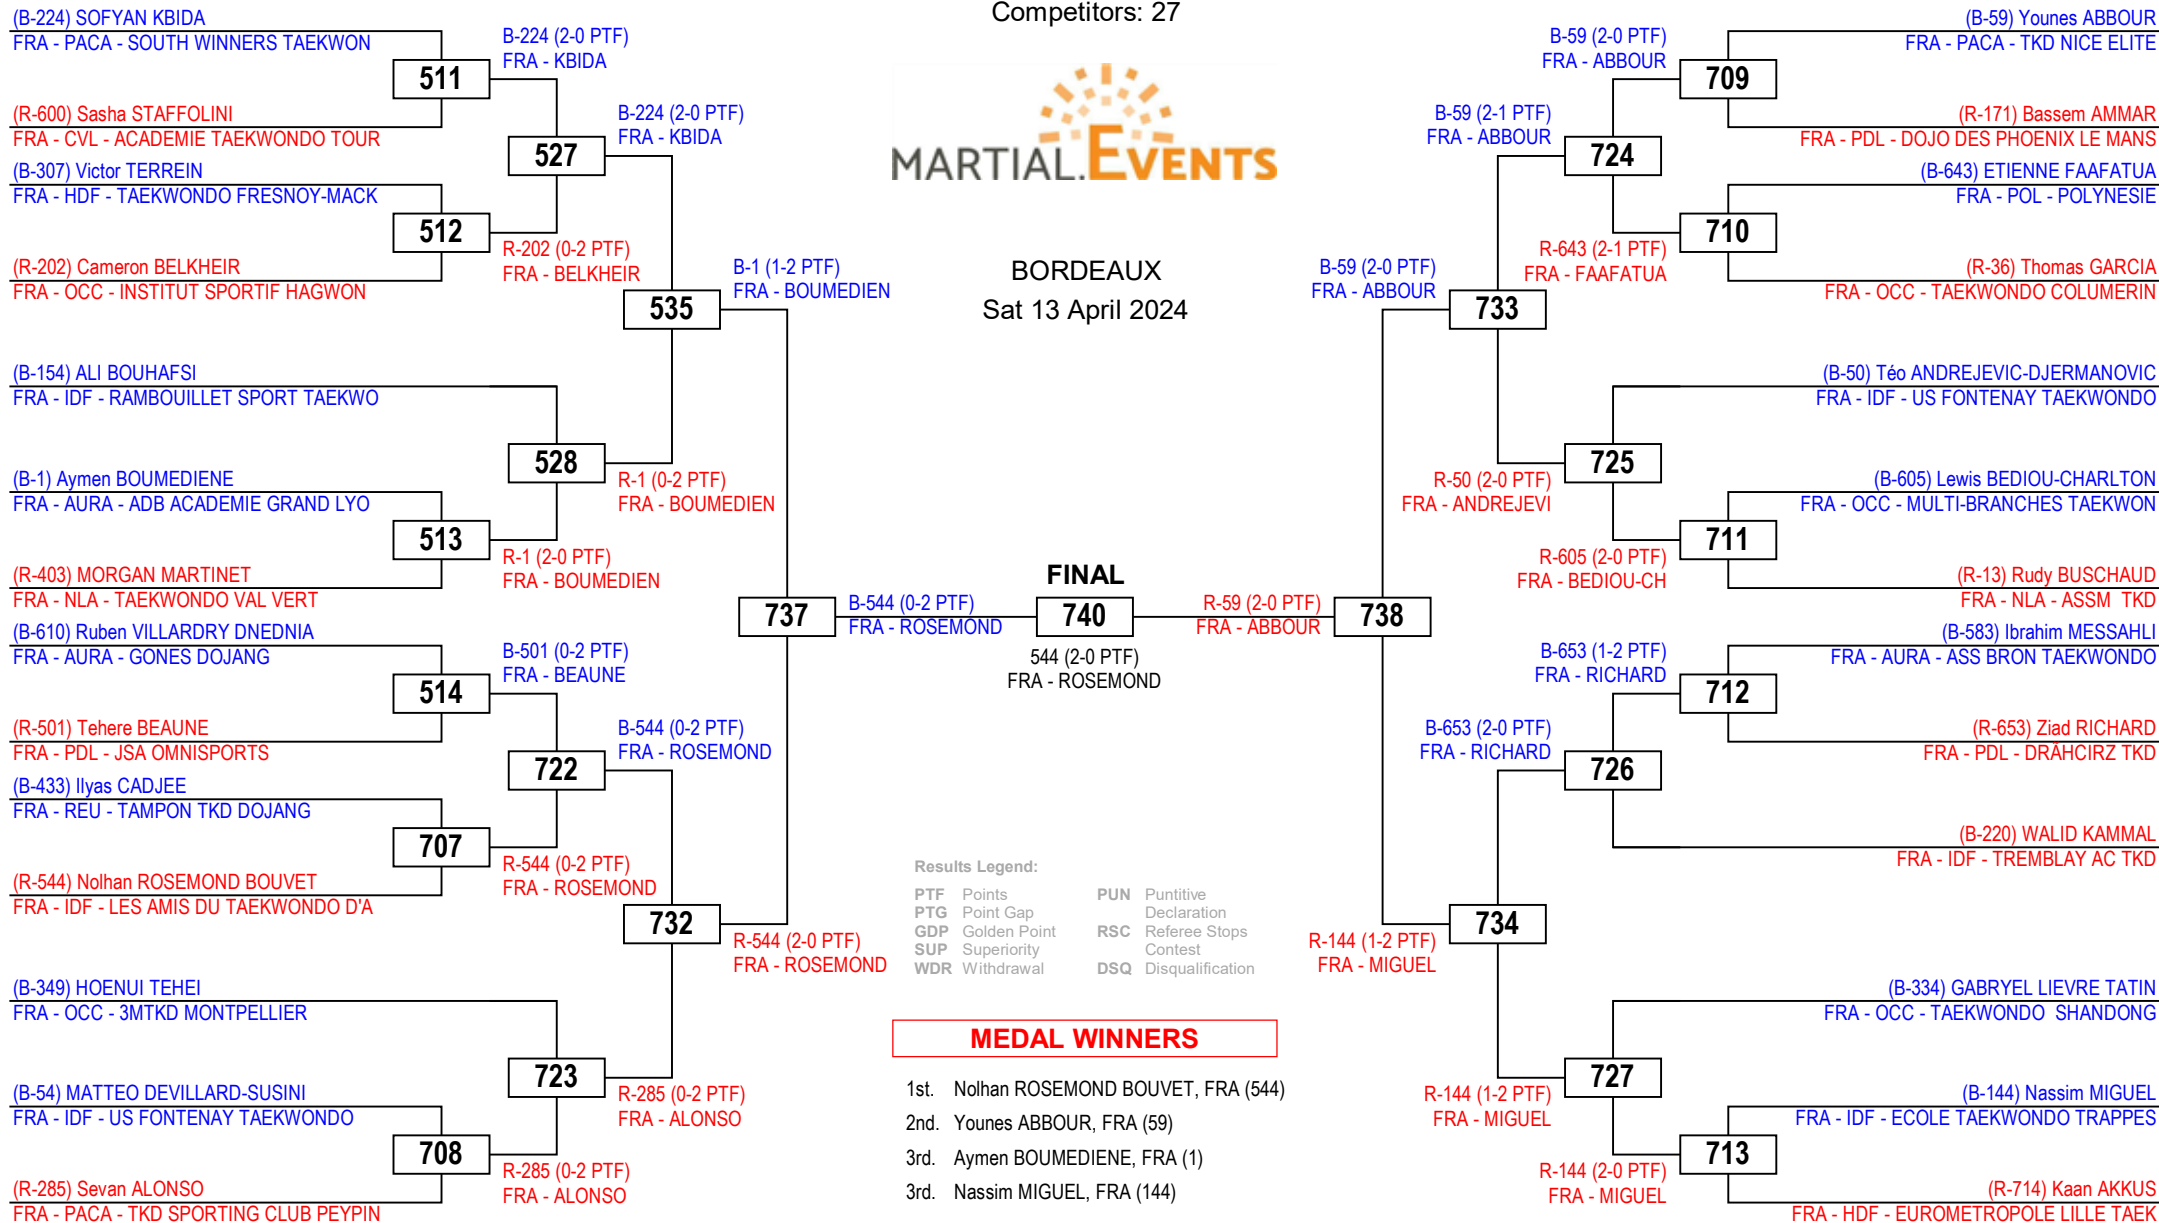 Competitors: 27
MARTIAL.EVENTS
BORDEAUX
Sat 13 April 2024
(B-224) SOFYAN KBIDA
FRA - PACA - SOUTH WINNERS TAEKWON
511
(R-600) Sasha STAFFOLINI
FRA - CVL - ACADEMIE TAEKWONDO TOUR
(B-307) Victor TERREIN
FRA - HDF - TAEKWONDO FRESNOY-MACK
512
(R-202) Cameron BELKHEIR
FRA - OCC - INSTITUT SPORTIF HAGWON
(B-154) ALI BOUHAFSI
FRA - IDF - RAMBOUILLET SPORT TAEKWO
(B-1) Aymen BOUMEDIENE
FRA - AURA - ADB ACADEMIE GRAND LYO
513
(R-403) MORGAN MARTINET
FRA - NLA - TAEKWONDO VAL VERT
(B-610) Ruben VILLARDRY DNEDNIA
FRA - AURA - GONES DOJANG
514
(R-501) Tehere BEAUNE
FRA - PDL - JSA OMNISPORTS
(B-433) Ilyas CADJEE
FRA - REU - TAMPON TKD DOJANG
707
(R-544) Nolhan ROSEMOND BOUVET
FRA - IDF - LES AMIS DU TAEKWONDO D'A
(B-349) HOENUI TEHEI
FRA - OCC - 3MTKD MONTPELLIER
(B-54) MATTEO DEVILLARD-SUSINI
FRA - IDF - US FONTENAY TAEKWONDO
708
(R-285) Sevan ALONSO
FRA - PACA - TKD SPORTING CLUB PEYPIN
B-224 (2-0 PTF)
FRA - KBIDA
527
R-202 (0-2 PTF)
FRA - BELKHEIR
528
R-1 (2-0 PTF)
FRA - BOUMEDIEN
B-501 (0-2 PTF)
FRA - BEAUNE
722
R-544 (0-2 PTF)
FRA - ROSEMOND
723
R-285 (0-2 PTF)
FRA - ALONSO
B-224 (2-0 PTF)
FRA - KBIDA
535
R-1 (0-2 PTF)
FRA - BOUMEDIEN
B-544 (0-2 PTF)
FRA - ROSEMOND
732
R-285 (0-2 PTF)
FRA - ALONSO
B-1 (1-2 PTF)
FRA - BOUMEDIEN
737
R-544 (2-0 PTF)
FRA - ROSEMOND
B-544 (0-2 PTF)
FRA - ROSEMOND
FINAL
740
544 (2-0 PTF)
FRA - ROSEMOND
R-59 (2-0 PTF)
FRA - ABBOUR
738
B-59 (2-0 PTF)
FRA - ABBOUR
R-144 (1-2 PTF)
FRA - MIGUEL
B-59 (2-1 PTF)
FRA - ABBOUR
733
R-50 (2-0 PTF)
FRA - ANDREJEVI
B-653 (2-0 PTF)
FRA - RICHARD
734
R-144 (1-2 PTF)
FRA - MIGUEL
B-59 (2-0 PTF)
FRA - ABBOUR
724
R-643 (2-1 PTF)
FRA - FAAFATUA
725
R-605 (2-0 PTF)
FRA - BEDIOU-CH
B-653 (1-2 PTF)
FRA - RICHARD
726
727
R-144 (2-0 PTF)
FRA - MIGUEL
(B-59) Younes ABBOUR
FRA - PACA - TKD NICE ELITE
709
(R-171) Bassem AMMAR
FRA - PDL - DOJO DES PHOENIX LE MANS
(B-643) ETIENNE FAAFATUA
FRA - POL - POLYNESIE
710
(R-36) Thomas GARCIA
FRA - OCC - TAEKWONDO COLUMERIN
(B-50) Téo ANDREJEVIC-DJERMANOVIC
FRA - IDF - US FONTENAY TAEKWONDO
(B-605) Lewis BEDIOU-CHARLTON
FRA - OCC - MULTI-BRANCHES TAEKWON
711
(R-13) Rudy BUSCHAUD
FRA - NLA - ASSM  TKD
(B-583) Ibrahim MESSAHLI
FRA - AURA - ASS BRON TAEKWONDO
712
(R-653) Ziad RICHARD
FRA - PDL - DRÄHCIRZ TKD
(B-220) WALID KAMMAL
FRA - IDF - TREMBLAY AC TKD
(B-334) GABRYEL LIEVRE TATIN
FRA - OCC - TAEKWONDO  SHANDONG
(B-144) Nassim MIGUEL
FRA - IDF - ECOLE TAEKWONDO TRAPPES
713
(R-714) Kaan AKKUS
FRA - HDF - EUROMETROPOLE LILLE TAEK
Results Legend:
PTF Points
PTG Point Gap
GDP Golden Point
SUP Superiority
WDR Withdrawal
PUN Puntitive
Declaration
RSC Referee Stops
Contest
DSQ Disqualification
MEDAL WINNERS
1st. Nolhan ROSEMOND BOUVET, FRA (544)
2nd. Younes ABBOUR, FRA (59)
3rd. Aymen BOUMEDIENE, FRA (1)
3rd. Nassim MIGUEL, FRA (144)